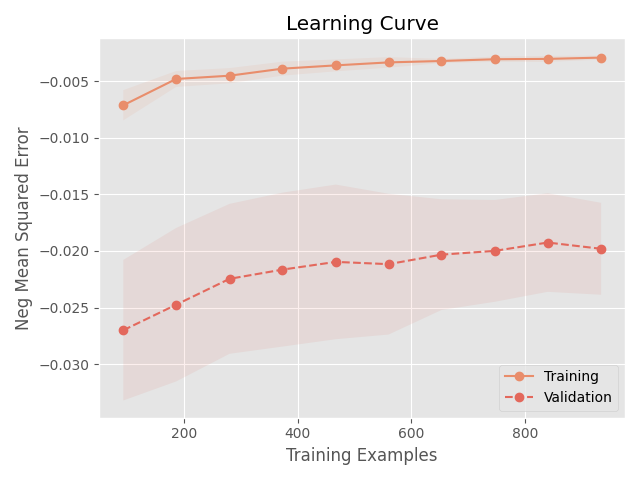 Learning Curve
Neg Mean Squared Error
−0.005
−0.010
−0.015
−0.020
−0.025
−0.030
200
400
600
800
Training Examples
Training
Validation